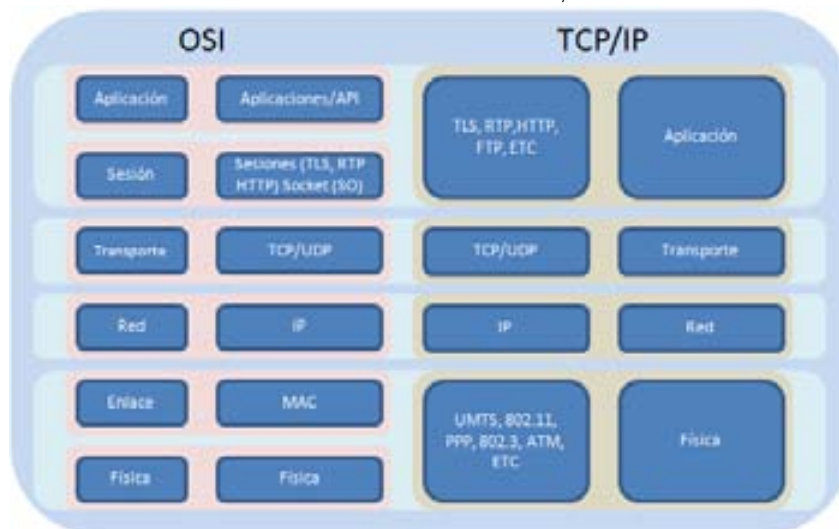 OSI
TCP/IP
Aplicación
Aplicaciones/API
TLS, RTP,HTTP,
FTP, ETC
Aplicación
Sesión
Sesiones (TLS, RTP
HTTP) Socket (SO)
Transporte
TCP/UDP
TCP/UDP
Transporte
Red
IP
IP
Red
Enlace
MAC
UMTS, 802.11,
PPP, 802.3, ATM,
ETC
Física
Física
Física